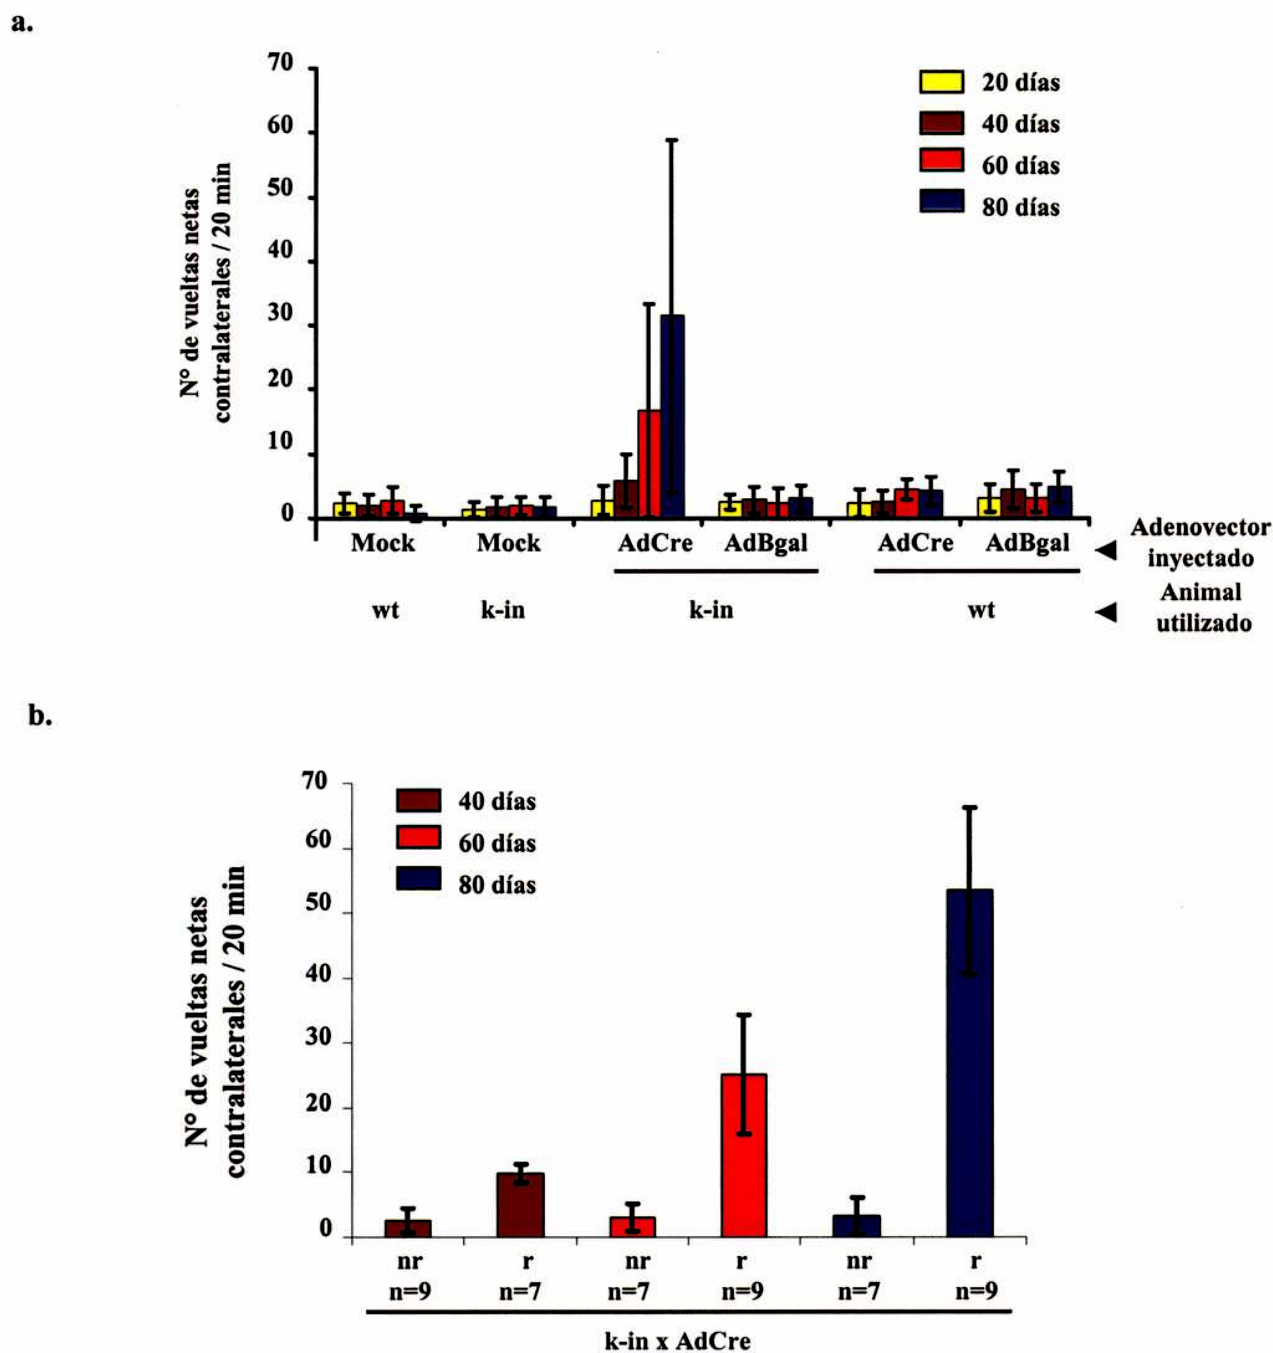 a.
70
60
50
40
30
20
10
0
N° de vueltas netas
contralaterales / 20 min
20 días
40 días
60 días
80 días
Mock
Mock
AdCre
AdBgal
AdCre
AdBgal
Adenovector
inyectado
wt
k-in
k-in
wt
Animal
utilizado
b.
70
60
50
40
30
20
10
0
N° de vueltas netas
contralaterales / 20 min
40 días
60 días
80 días
nr
r
nr
r
nr
r
n=9
n=7
n=7
n=9
n=7
n=9
k-in x AdCre